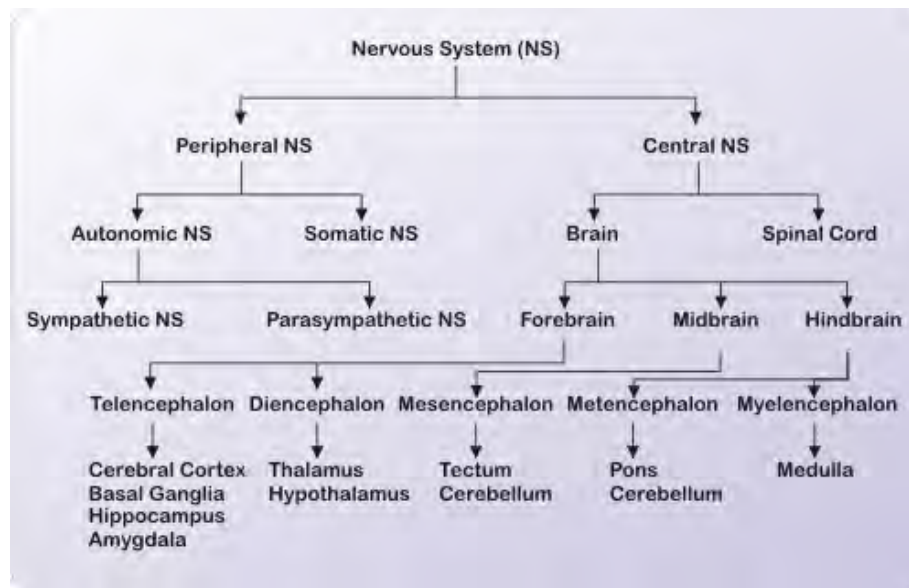 Nervous System (NS)
Peripheral NS Central NS
Autonomic NS Somatic NS Brain Spinal Cord
Sympathetic NS Parasympathetic NS Forebrain Midbrain Hindbrain
Telencephalon Diencephalon Mesencephalon Metencephalon Myelencephalon
Cerebral Cortex Thalamus Tectum Pons Medulla
Basal Ganglia Hypothalamus Cerebellum Cerebellum
Hippocampus
Amygdala